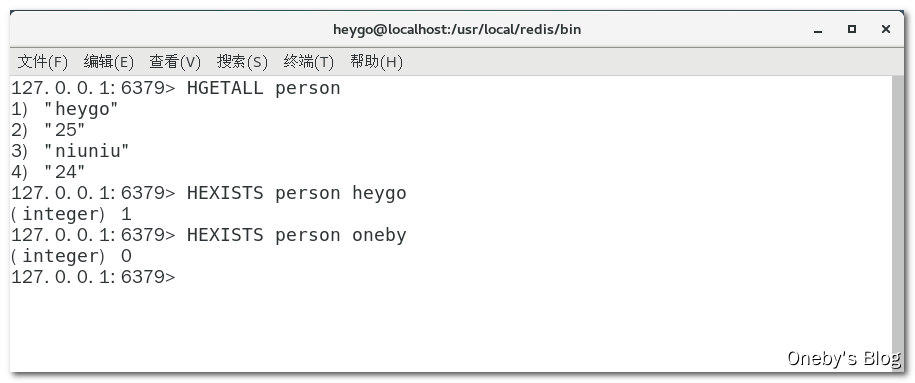 heygo@localhost:/usr/local/redis/bin
文件(F) 编辑(E) 查看(V) 搜索(S) 终端(T) 帮助(H)
127.0.0.1:6379> HGETALL person
1) "heygo"
2) "25"
3) "niuniu"
4) "24"
127.0.0.1:6379> HEXISTS person heygo
(integer) 1
127.0.0.1:6379> HEXISTS person oneby
(integer) 0
127.0.0.1:6379>
Oneby's Blog